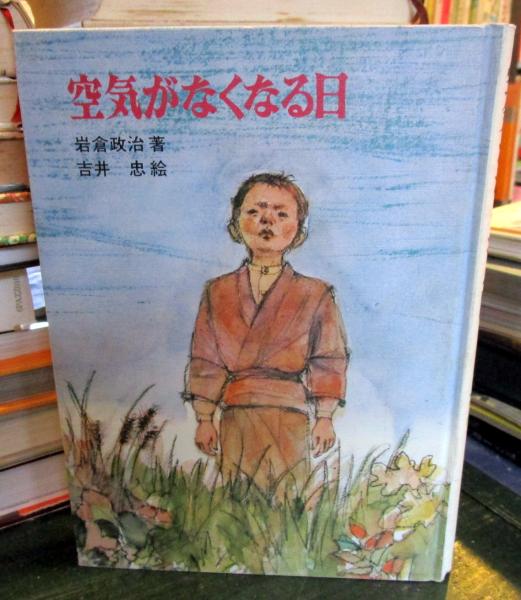 空気がなくなる日
岩倉政治 著
吉井　忠 絵